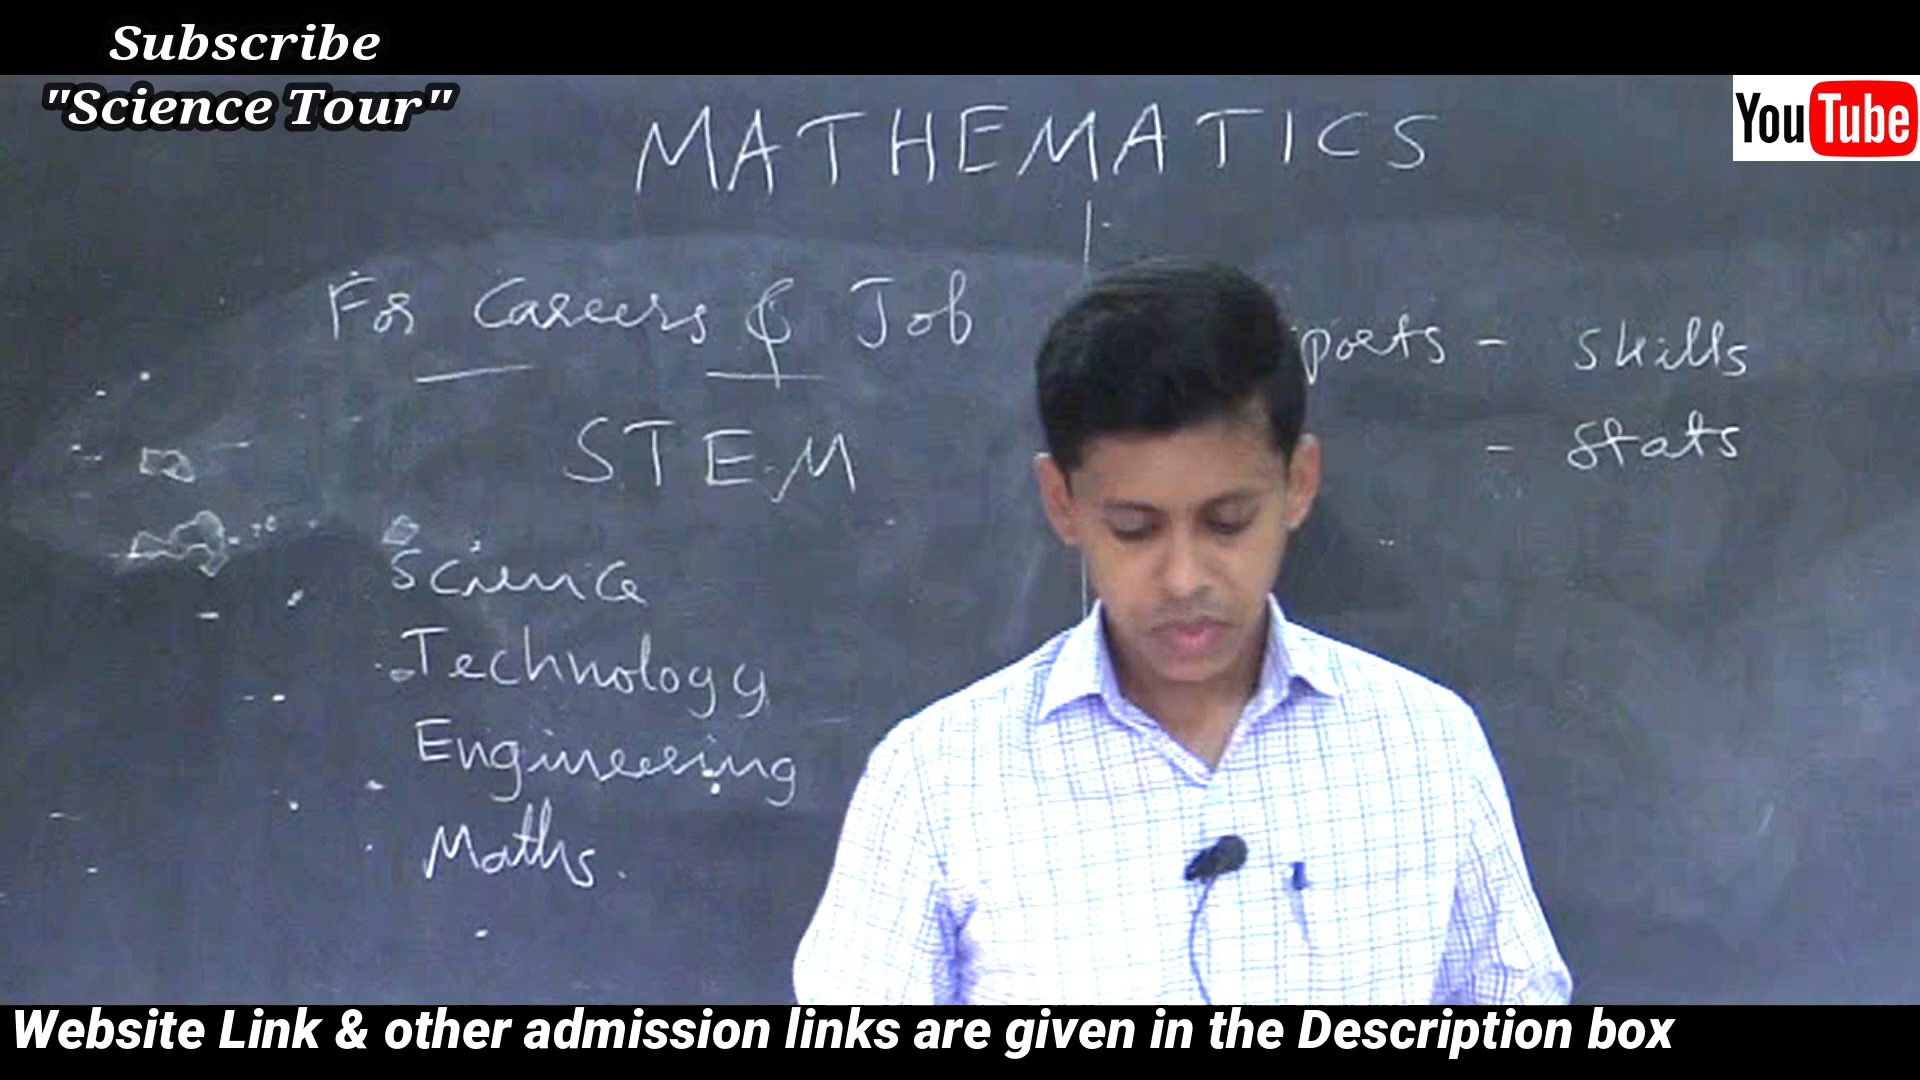 Subscribe
"Science Tour"
YouTube
MATHEMATICS
For Careers & Job
STEM
Science
Technology
Engineering
Maths.
ports - Skills
- Stats
Website Link & other admission links are given in the Description box